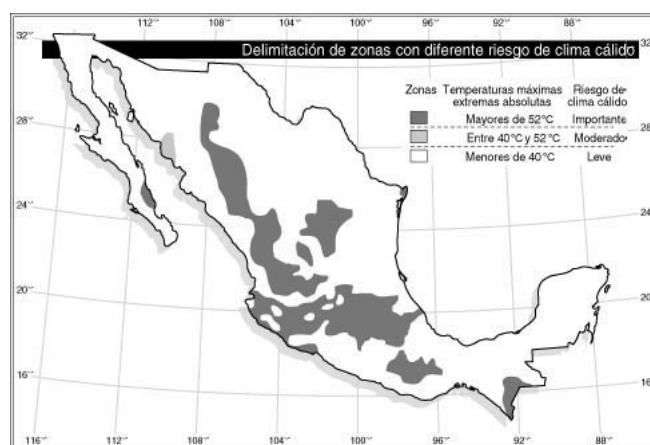 112°° 108°° 104°° 100°° 96°° 92°° 88°°
32°° Delimitación de zonas con diferente riesgo de clima cálido 32°°
Zonas Temperaturas máximas extremas absolutas Riesgo de clima cálido
Mayores de 52°C Importante
28°° Entre 40°C y 52°C Moderado 28°°
Menores de 40°C Leve
24°° 24°°
20°° 20°°
16°° 16°°
116°° 112°° 108°° 104°° 100°° 96°° 92°° 88°°